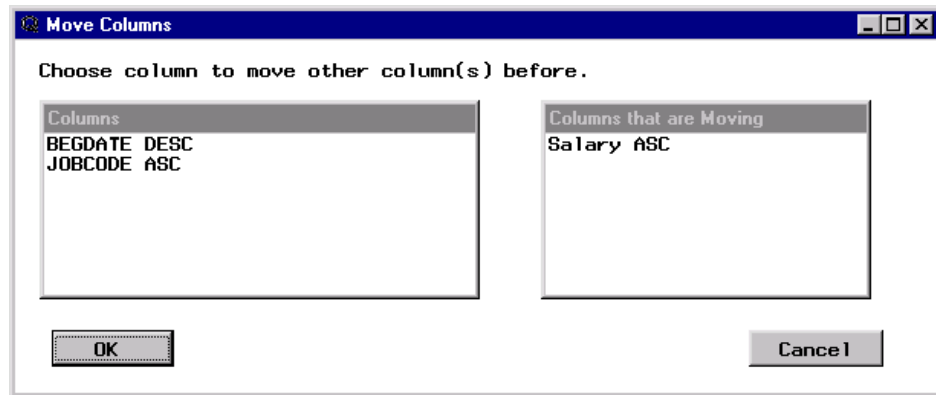 Move Columns
Choose column to move other column(s) before.
Columns
BEGDATE DESC
JOBCODE ASC
Columns that are Moving
Salary ASC
OK
Cancel